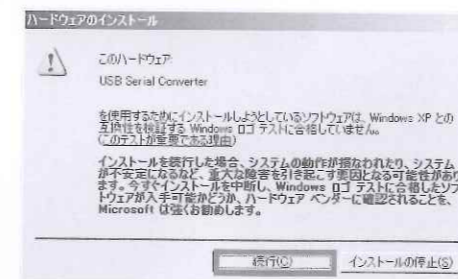 ハードウェアのインストール
このハードウェア:
USB Serial Converter
を使用するためにインストールしようとしているソフトウェアは、Windows XP との
互換性を検証する Windows ロゴ テストに合格していません。
(このテストが重要である理由)
インストールを続行した場合、システムの動作が損なわれたり、システム
が不安定になるなど、重大な障害を引き起こす要因となる可能性があり
ます。今すぐインストールを中断し、Windows ロゴ テストに合格したソフ
トウェアが入手可能かどうか、ハードウェア ベンダーに確認されることを、
Microsoft は強くお勧めします。
続行(C)
インストールの停止(S)